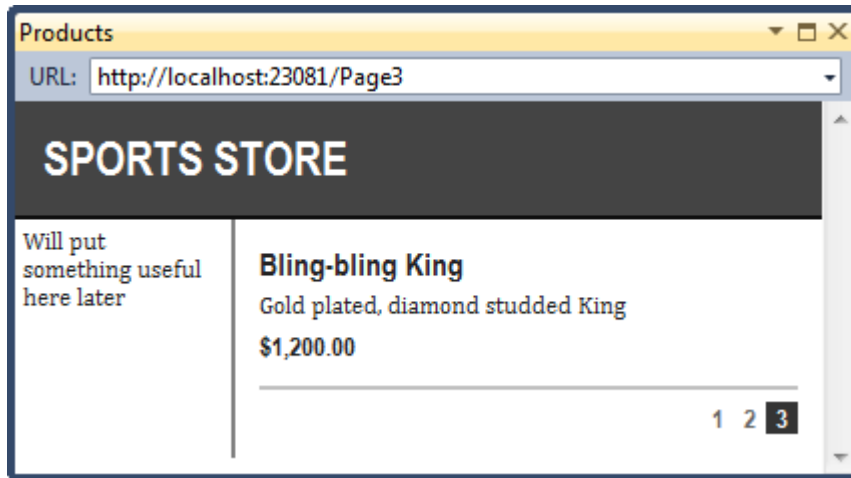 Products
URL: http://localhost:23081/Page3
SPORTS STORE
Will put
something useful
here later
Bling-bling King
Gold plated, diamond studded King
$1,200.00
1 2 3